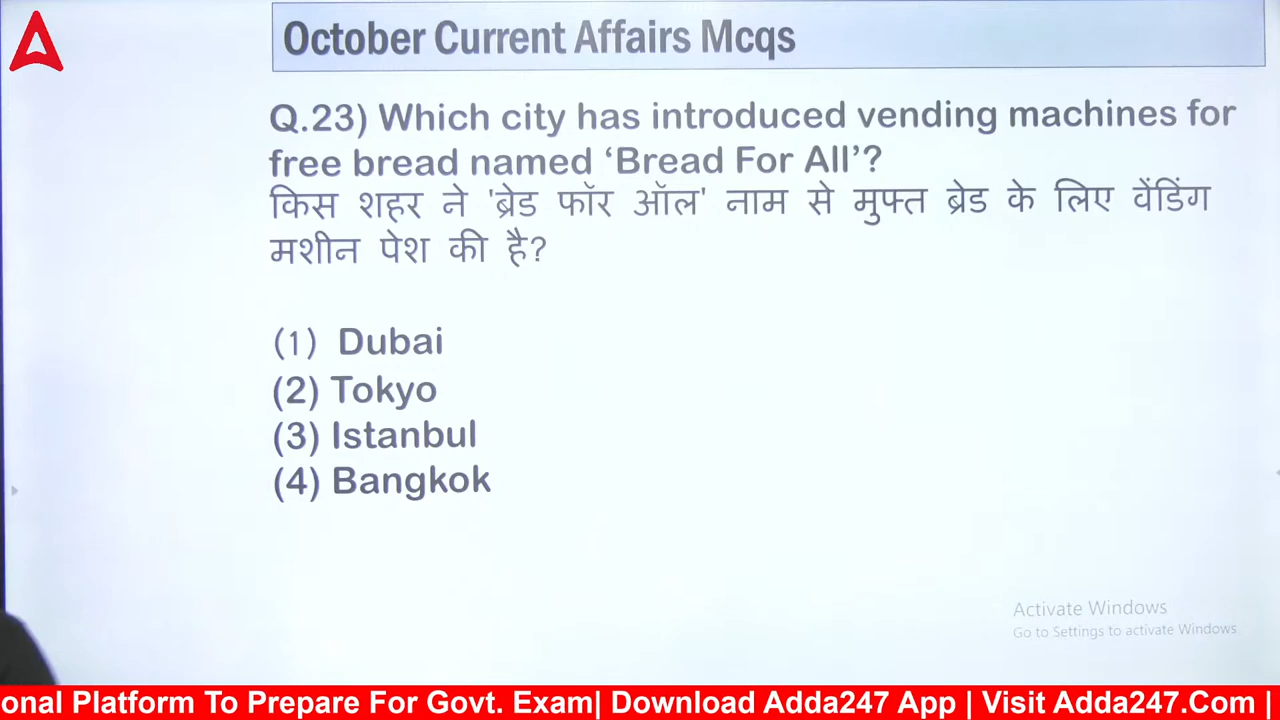 October Current Affairs Mcqs
Q.23) Which city has introduced vending machines for
free bread named ‘Bread For All’?
किस शहर ने 'ब्रेड फॉर ऑल' नाम से मुफ्त ब्रेड के लिए वेंडिंग
मशीन पेश की है?
(1) Dubai
(2) Tokyo
(3) Istanbul
(4) Bangkok
Activate Windows
Go to Settings to activate Windows.
onal Platform To Prepare For Govt. Exam| Download Adda247 App | Visit Adda247.Com |